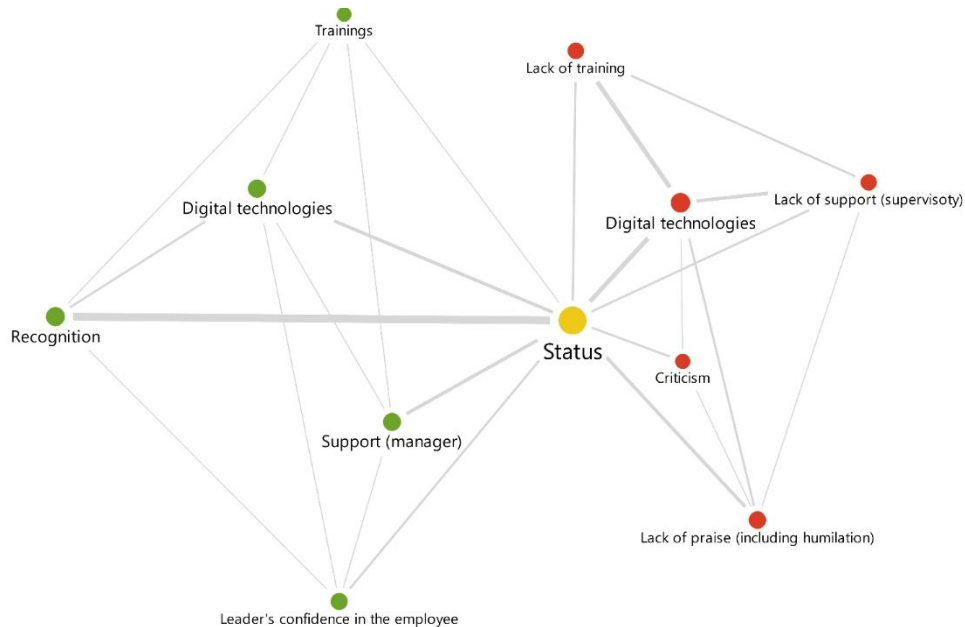 Trainings
Lack of training
Digital technologies
Lack of support (supervisoty)
Digital technologies
Recognition
Status
Criticism
Support (manager)
Lack of praise (including humilation)
Leader's confidence in the employee